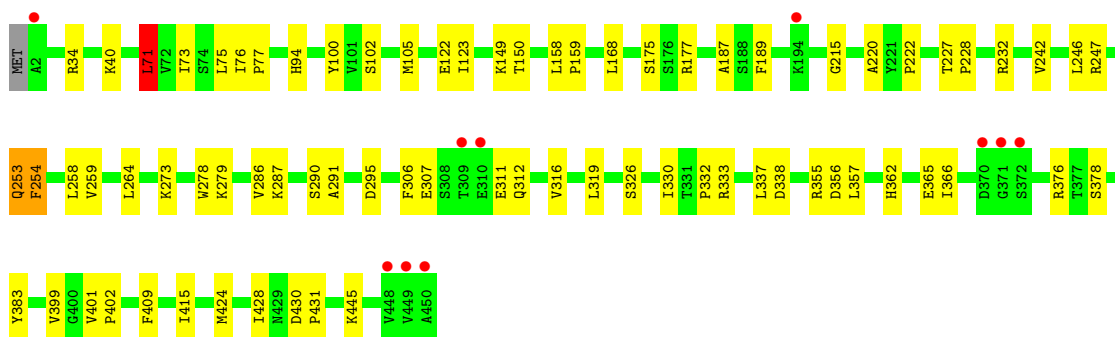 MET A2 R34 K40 L71 V72 I73 S74 L75 I76 P77 H94 Y100 V101 S102 M105 E122 I123 K149 T150 L158 P159 L168 S175 S176 R177 A187 S188 F189 K194 G215 A220 Y221 P222 T227 P228 R232 V242 L246 R247
Q253 F254 L258 V259 L264 K273 W278 K279 V286 K287 S290 A291 D295 F306 E307 S308 T309 E310 E311 Q312 V316 L319 S326 I330 T331 P332 R333 L337 D338 R355 D356 L357 H362 E365 I366 D370 G371 S372 R376 T377 S378
Y383 V399 G400 V401 P402 F409 I415 M424 I428 N429 D430 P431 K445 V448 V449 A450